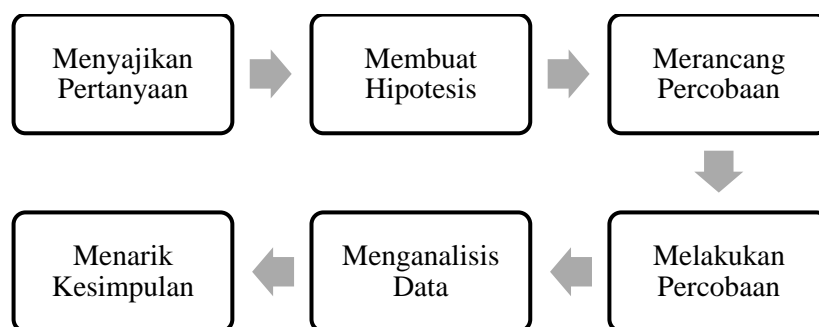 Menyajikan
Pertanyaan
Membuat
Hipotesis
Merancang
Percobaan
Melakukan
Percobaan
Menganalisis
Data
Menarik
Kesimpulan